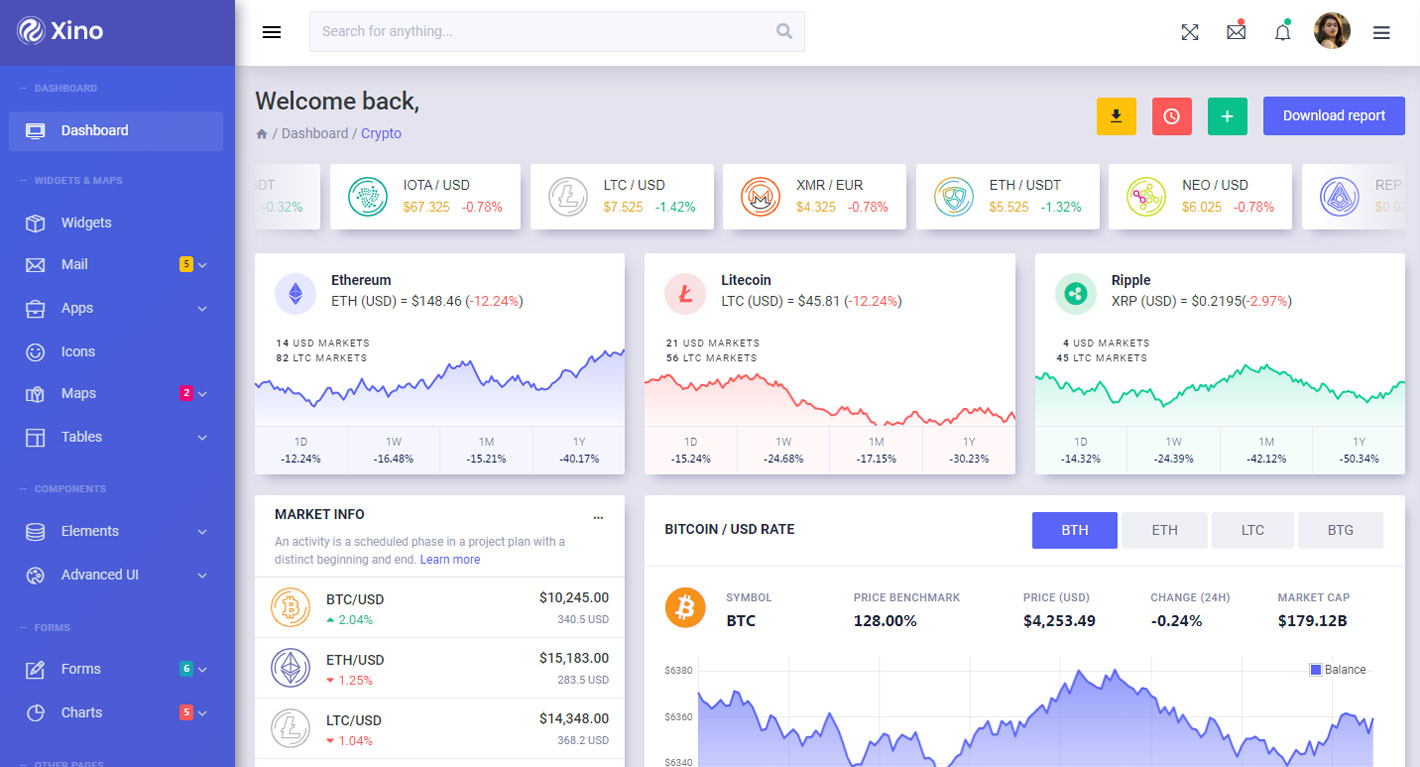 Xino
Search for anything...
DASHBOARD
Dashboard
WIDGETS & MAPS
Widgets
Mail 5
Apps
Icons
Maps 2
Tables
COMPONENTS
Elements
Advanced UI
FORMS
Forms 6
Charts 5
OTHER PAGES
Welcome back,
/ Dashboard / Crypto
Download report
-0.32%
IOTA / USD
$67.325 -0.78%
LTC / USD
$7.525 -1.42%
XMR / EUR
$4.325 -0.78%
ETH / USDT
$5.525 -1.32%
NEO / USD
$6.025 -0.78%
REP
Ethereum
ETH (USD) = $148.46 (-12.24%)
14 USD MARKETS
82 LTC MARKETS
1D 1W 1M 1Y
-12.24% -16.48% -15.21% -40.17%
Litecoin
LTC (USD) = $45.81 (-12.24%)
21 USD MARKETS
56 LTC MARKETS
1D 1W 1M 1Y
-15.24% -24.68% -17.15% -30.23%
Ripple
XRP (USD) = $0.2195(-2.97%)
4 USD MARKETS
45 LTC MARKETS
1D 1W 1M 1Y
-14.32% -24.39% -42.12% -50.34%
MARKET INFO ...
An activity is a scheduled phase in a project plan with a
distinct beginning and end. Learn more
BTC/USD $10,245.00
2.04% 340.5 USD
ETH/USD $15,183.00
1.25% 283.5 USD
LTC/USD $14,348.00
1.04% 368.2 USD
BITCOIN / USD RATE
BTH ETH LTC BTG
SYMBOL PRICE BENCHMARK PRICE (USD) CHANGE (24H) MARKET CAP
BTC 128.00% $4,253.49 -0.24% $179.12B
$6380
Balance
$6360
$6340